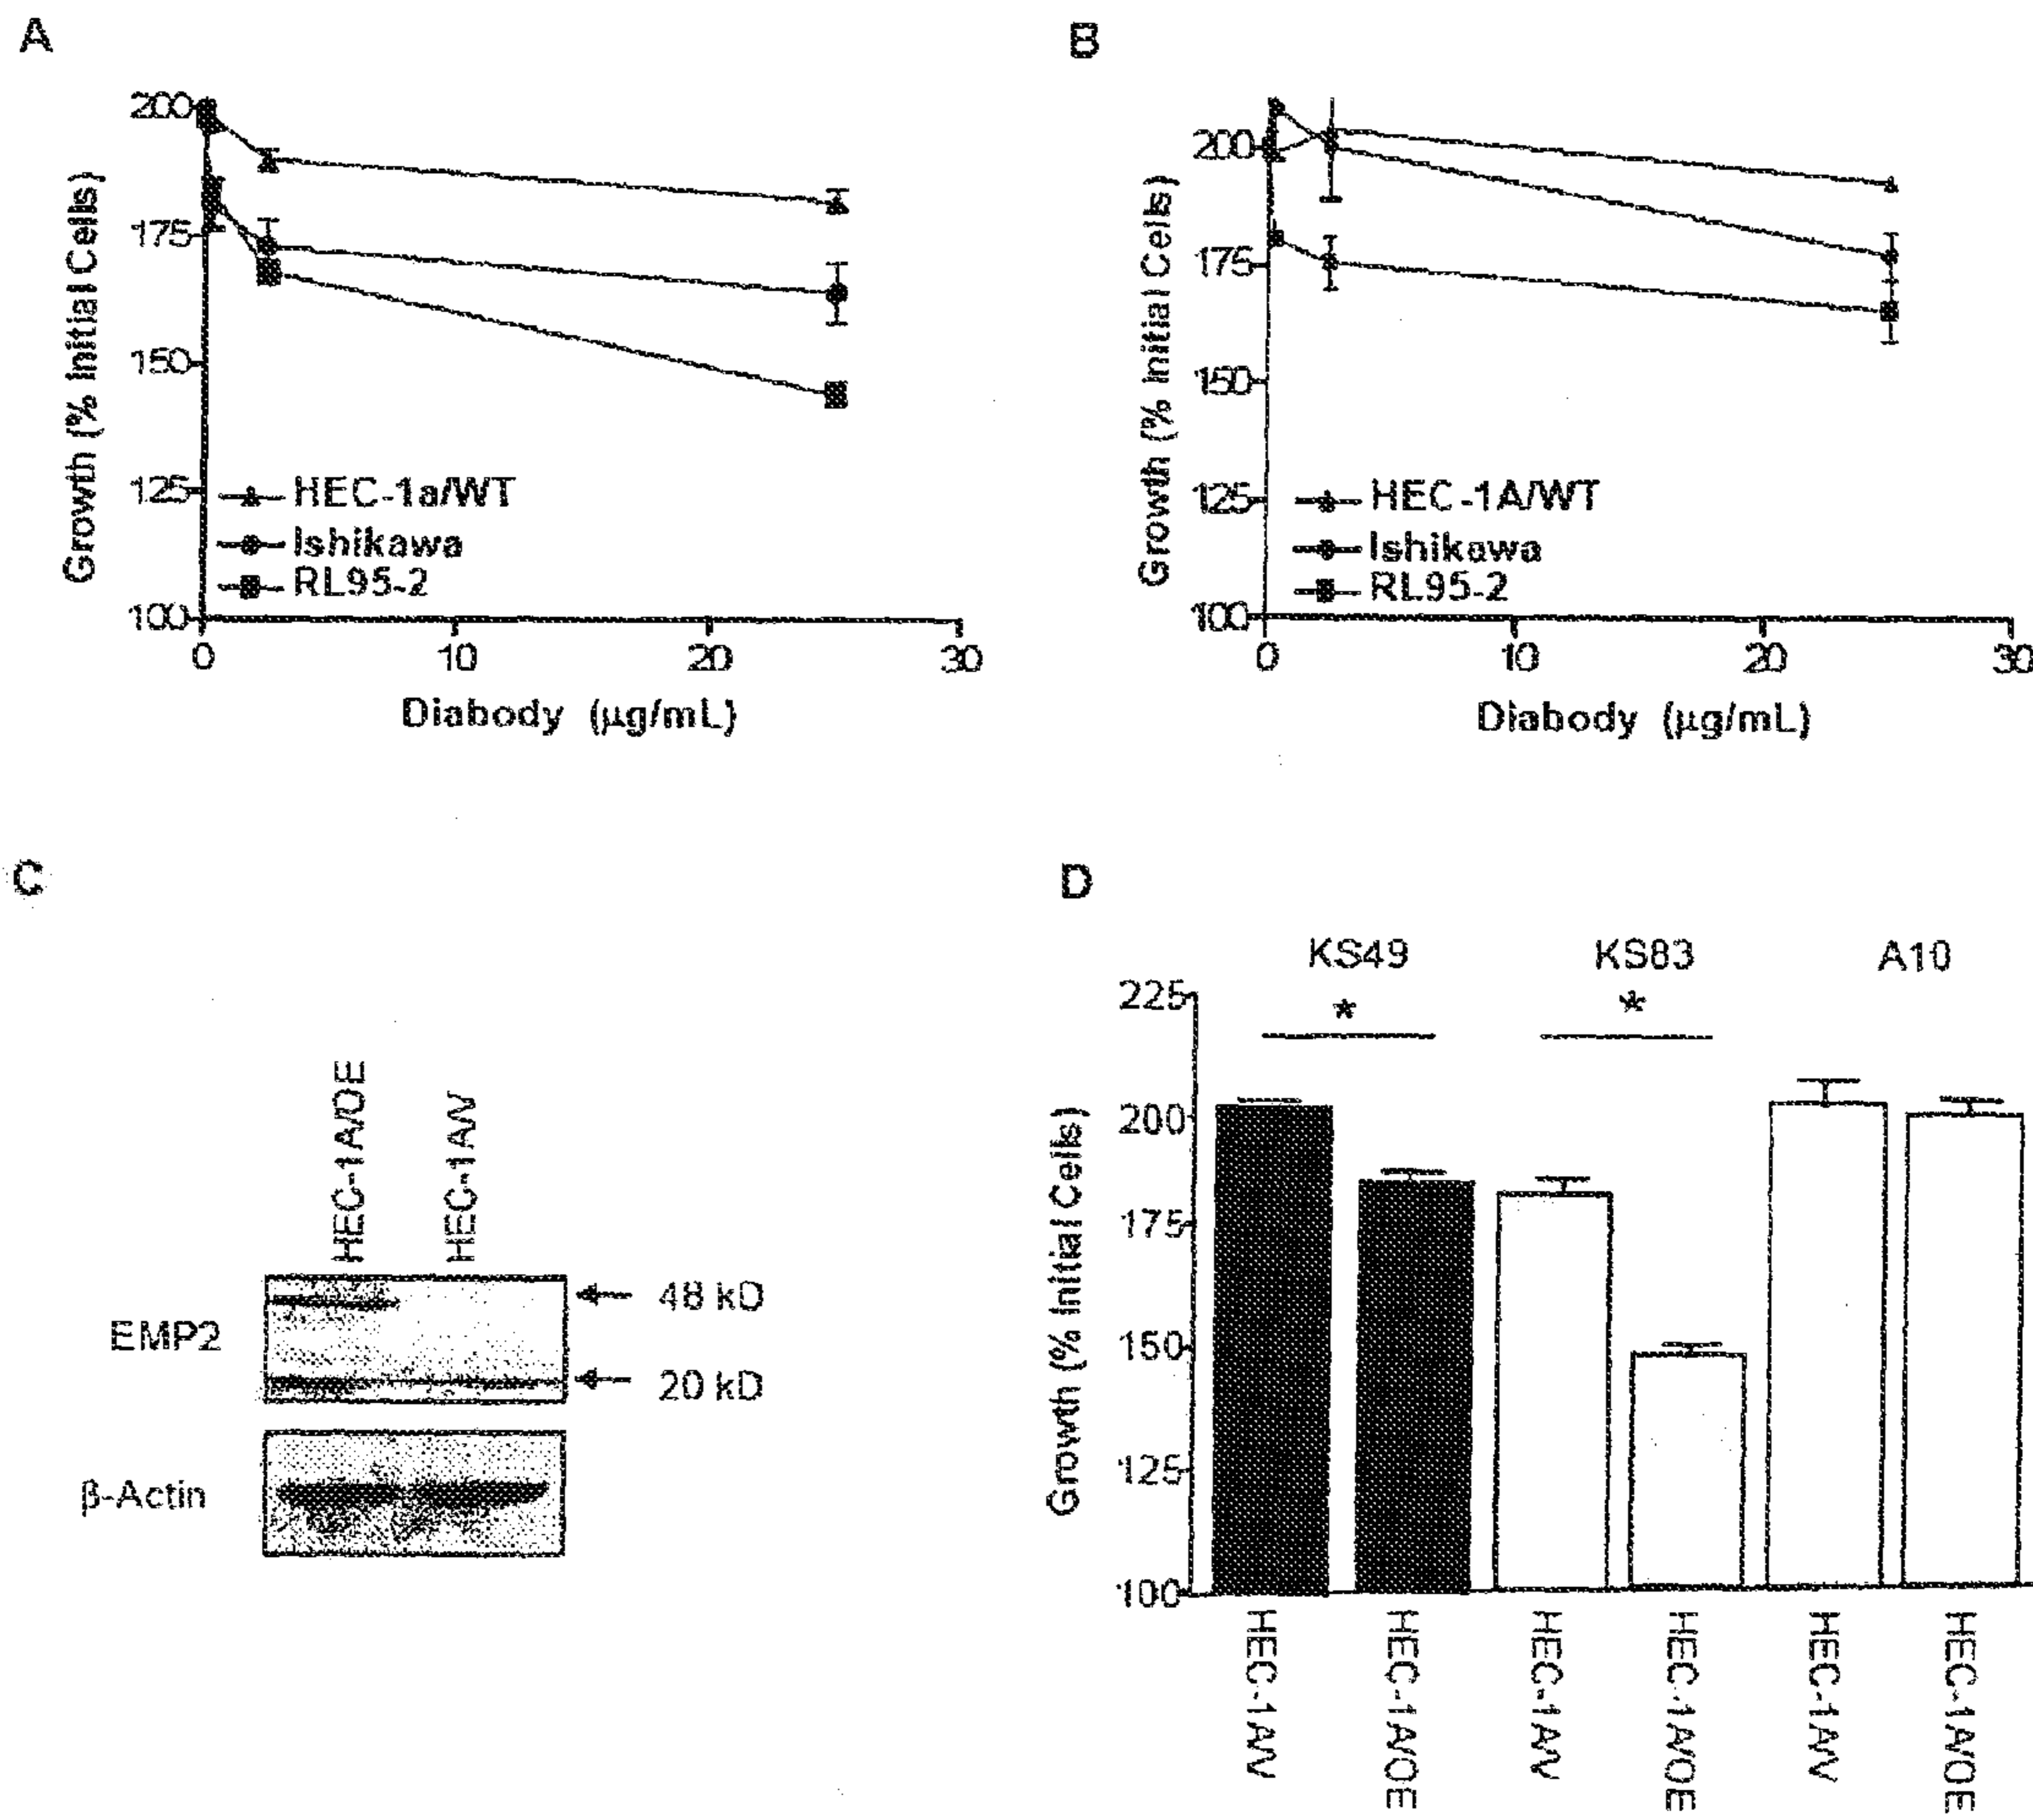 A
200
175
150
125
100
Growth (% Initial Cells)
HEC-1a/WT
Ishikawa
RL95-2
0 10 20 30
Diabody (μg/mL)
B
200
175
150
125
100
Growth (% Initial Cells)
HEC-1A/WT
Ishikawa
RL95-2
0 10 20 30
Diabody (μg/mL)
C
HEC-1A/OE
HEC-1A/V
EMP2
48 kD
20 kD
β-Actin
D
KS49 KS83 A10
* *
225
200
175
150
125
100
Growth (% Initial Cells)
HEC-1A/V
HEC-1A/OE
HEC-1A/V
HEC-1A/OE
HEC-1A/V
HEC-1A/OE